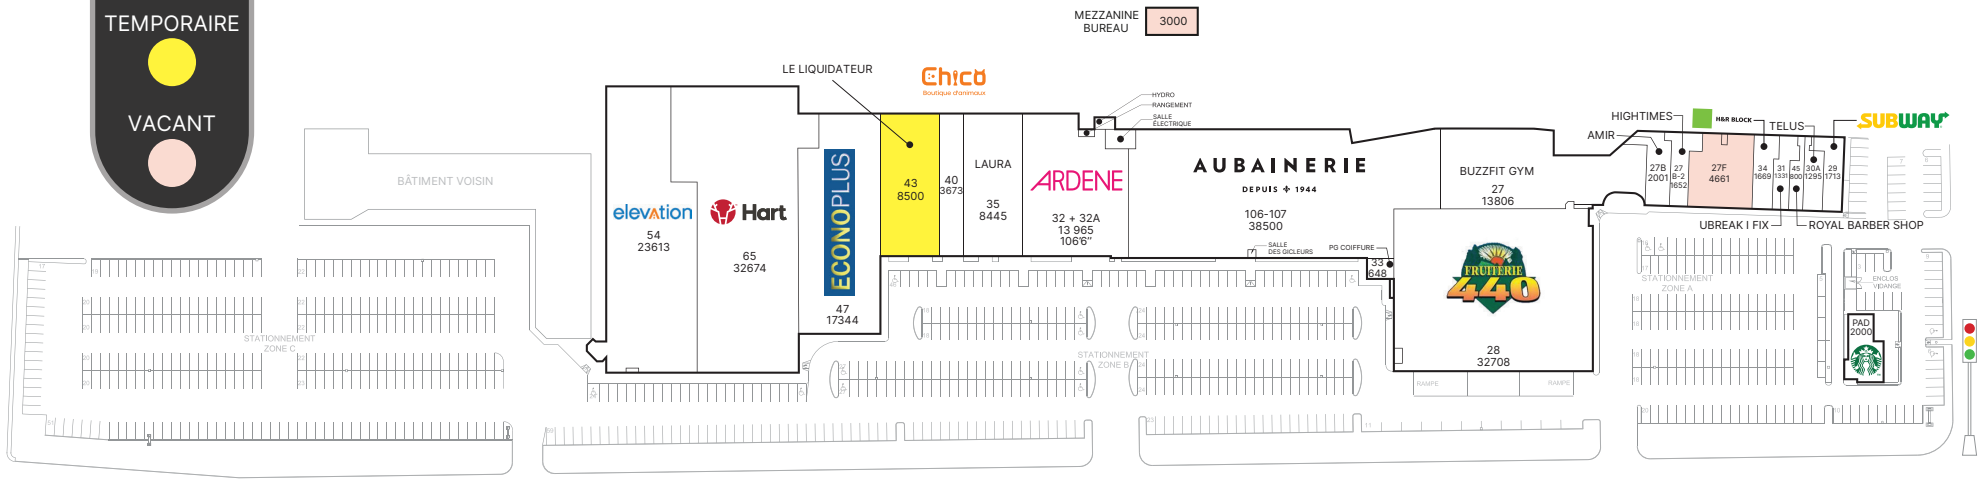 TEMPORAIRE
VACANT
MEZZANINE
BUREAU
3000
LE LIQUIDATEUR
Chico
Boutique d'animaux
HYDRO
RANGEMENT
SALLE
ÉLECTRIQUE
BÂTIMENT VOISIN
elevation
54
23613
Hart
65
32674
ECONOPLUS
47
17344
43
8500
40
3673
LAURA
35
8445
ARDENE
32 + 32A
13 965
106'6"
AUBAINERIE
DEPUIS 1944
106-107
38500
SALLE
DES GICLEURS
PG COIFFURE
33
648
BUZZFIT GYM
27
13806
FRUITERIE
440
28
32708
RAMPE
RAMPE
AMIR
27B
2001
HIGHTIMES
27
B-2
1652
27F
4661
H&R BLOCK
34
1669
31
1331
UBREAK I FIX
45
800
ROYAL BARBER SHOP
TELUS
30A
1295
SUBWAY
29
1713
STATIONNEMENT
ZONE C
STATIONNEMENT
ZONE B
STATIONNEMENT
ZONE A
ENCLOS
VIDANGE
PAD
2000